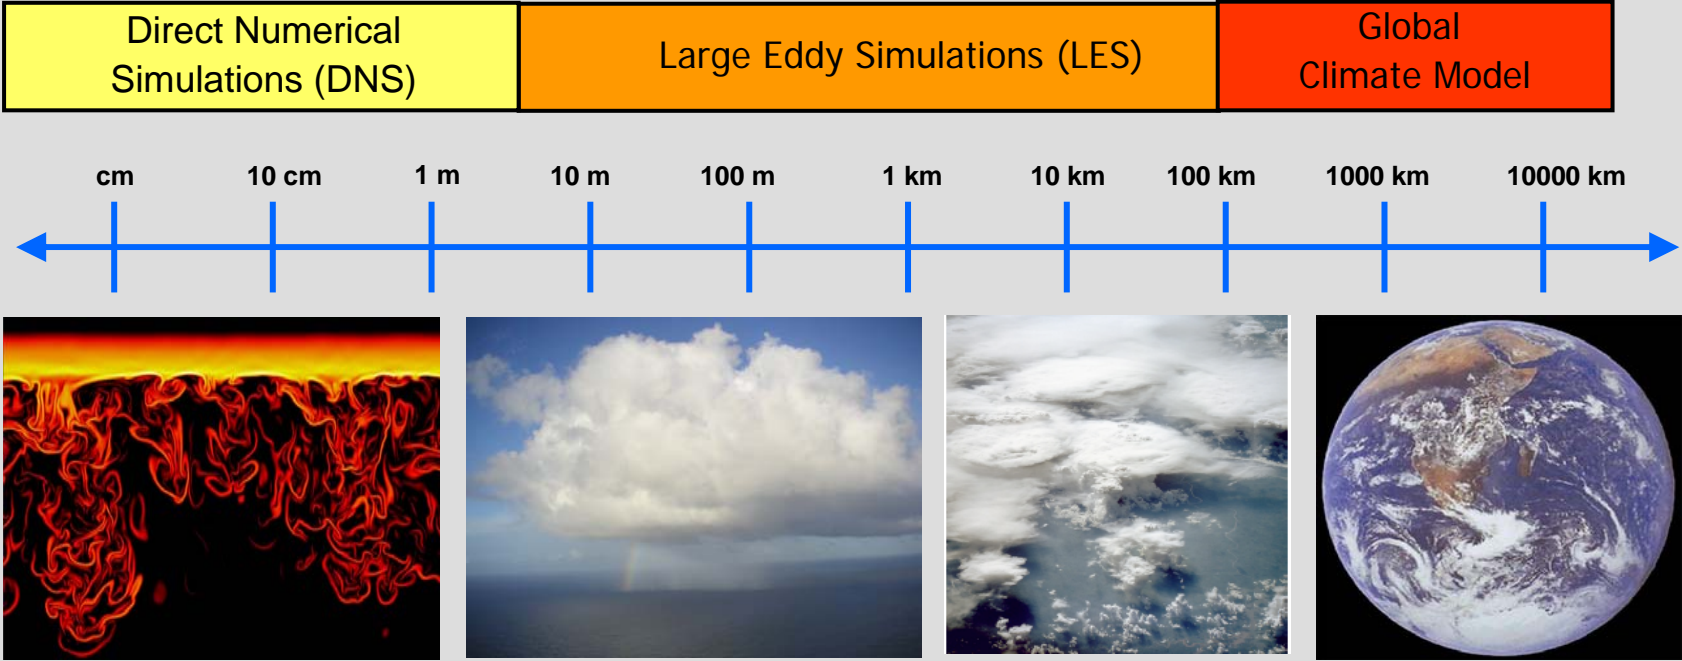 Direct Numerical
Simulations (DNS)
Large Eddy Simulations (LES)
Global
Climate Model
cm
10 cm
1 m
10 m
100 m
1 km
10 km
100 km
1000 km
10000 km